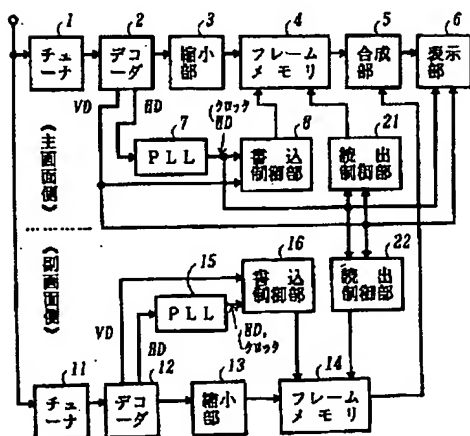 1
2
3
4
5
6
チューナ
デコーダ
縮小部
フレームメモリ
合成部
表示部
VD
HD
7
PLL
(クロック
HD
8
書込制御部
21
読出制御部
《主画面側》
《副画面側》
15
PLL
16
書込制御部
22
読出制御部
VD
HD
(HD,
クロック
11
12
13
14
チューナ
デコーダ
縮小部
フレームメモリ